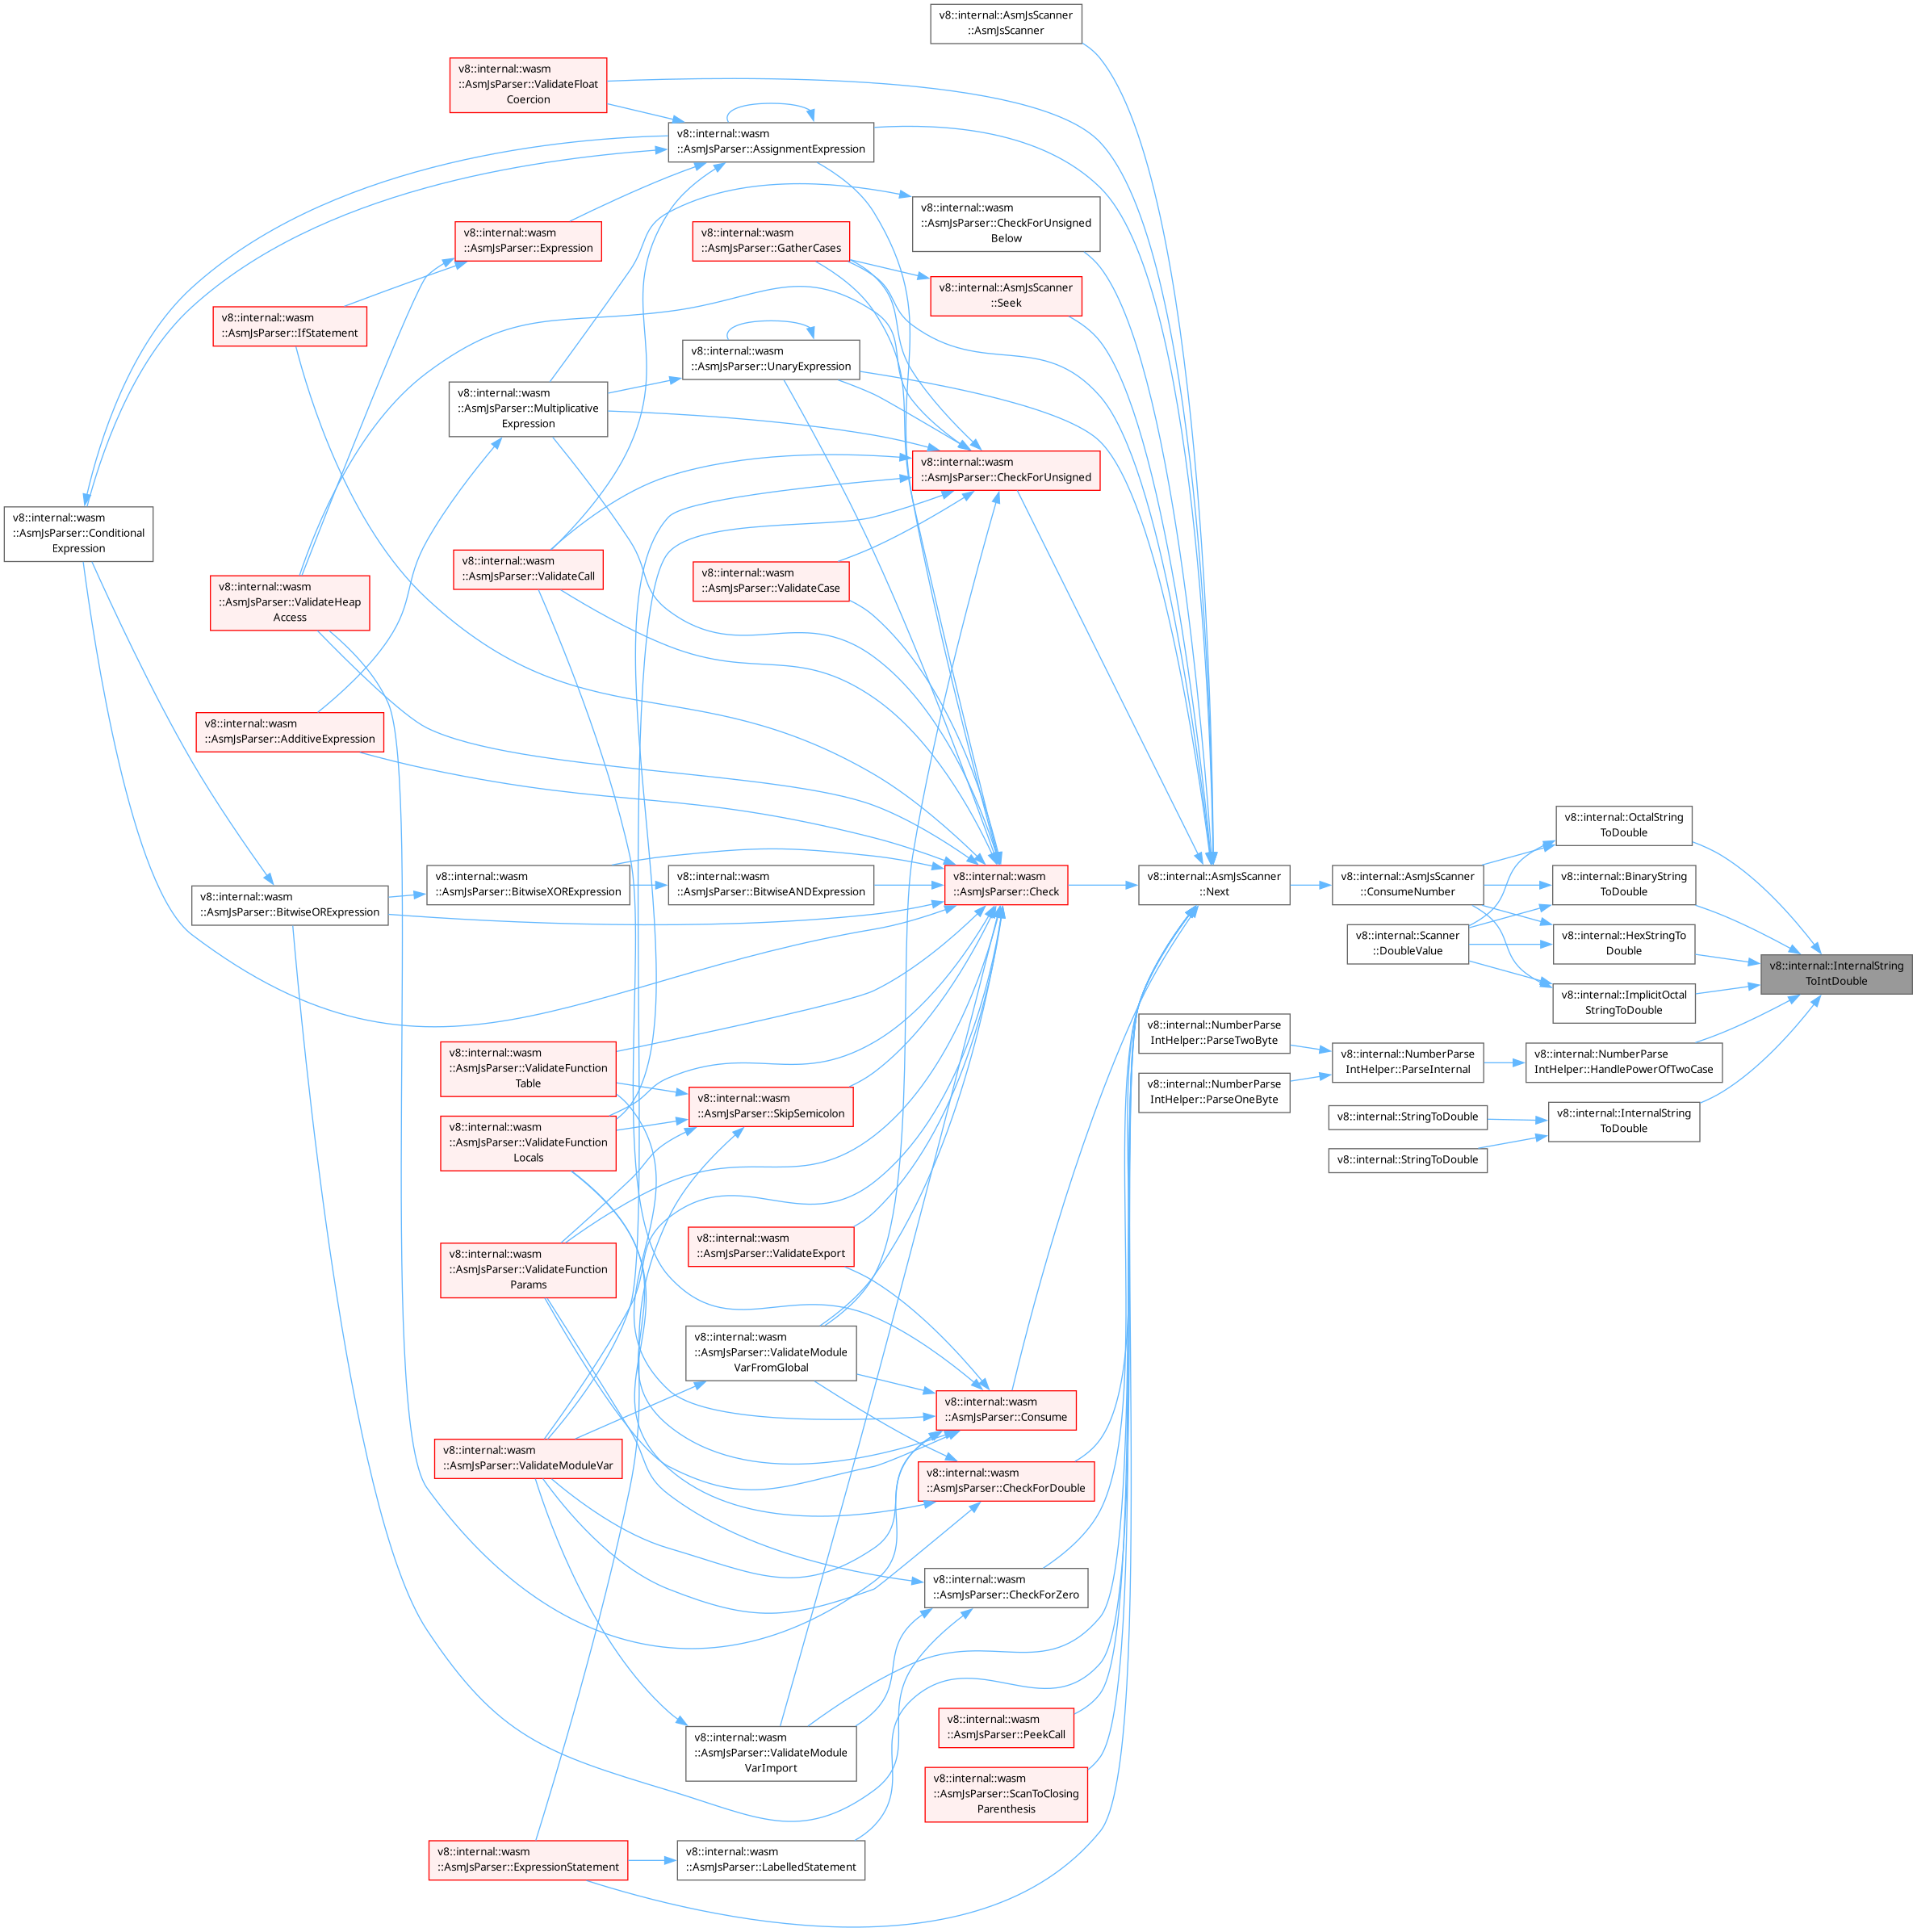 v8::internal::AsmJsScanner
::AsmJsScanner
v8::internal::wasm
::AsmJsParser::ValidateFloat
Coercion
v8::internal::wasm
::AsmJsParser::AssignmentExpression
v8::internal::wasm
::AsmJsParser::CheckForUnsigned
Below
v8::internal::wasm
::AsmJsParser::Expression
v8::internal::wasm
::AsmJsParser::GatherCases
v8::internal::AsmJsScanner
::Seek
v8::internal::wasm
::AsmJsParser::IfStatement
v8::internal::wasm
::AsmJsParser::UnaryExpression
v8::internal::wasm
::AsmJsParser::Multiplicative
Expression
v8::internal::wasm
::AsmJsParser::CheckForUnsigned
v8::internal::wasm
::AsmJsParser::Conditional
Expression
v8::internal::wasm
::AsmJsParser::ValidateCall
v8::internal::wasm
::AsmJsParser::ValidateCase
v8::internal::wasm
::AsmJsParser::ValidateHeap
Access
v8::internal::wasm
::AsmJsParser::AdditiveExpression
v8::internal::OctalString
ToDouble
v8::internal::wasm
::AsmJsParser::BitwiseORExpression
v8::internal::wasm
::AsmJsParser::BitwiseXORExpression
v8::internal::wasm
::AsmJsParser::BitwiseANDExpression
v8::internal::wasm
::AsmJsParser::Check
v8::internal::AsmJsScanner
::Next
v8::internal::AsmJsScanner
::ConsumeNumber
v8::internal::BinaryString
ToDouble
v8::internal::Scanner
::DoubleValue
v8::internal::HexStringTo
Double
v8::internal::InternalString
ToIntDouble
v8::internal::ImplicitOctal
StringToDouble
v8::internal::NumberParse
IntHelper::ParseTwoByte
v8::internal::NumberParse
IntHelper::ParseInternal
v8::internal::NumberParse
IntHelper::HandlePowerOfTwoCase
v8::internal::NumberParse
IntHelper::ParseOneByte
v8::internal::StringToDouble
v8::internal::InternalString
ToDouble
v8::internal::StringToDouble
v8::internal::wasm
::AsmJsParser::ValidateFunction
Table
v8::internal::wasm
::AsmJsParser::SkipSemicolon
v8::internal::wasm
::AsmJsParser::ValidateFunction
Locals
v8::internal::wasm
::AsmJsParser::ValidateExport
v8::internal::wasm
::AsmJsParser::ValidateFunction
Params
v8::internal::wasm
::AsmJsParser::ValidateModule
VarFromGlobal
v8::internal::wasm
::AsmJsParser::Consume
v8::internal::wasm
::AsmJsParser::ValidateModuleVar
v8::internal::wasm
::AsmJsParser::CheckForDouble
v8::internal::wasm
::AsmJsParser::CheckForZero
v8::internal::wasm
::AsmJsParser::ValidateModule
VarImport
v8::internal::wasm
::AsmJsParser::PeekCall
v8::internal::wasm
::AsmJsParser::ScanToClosing
Parenthesis
v8::internal::wasm
::AsmJsParser::ExpressionStatement
v8::internal::wasm
::AsmJsParser::LabelledStatement